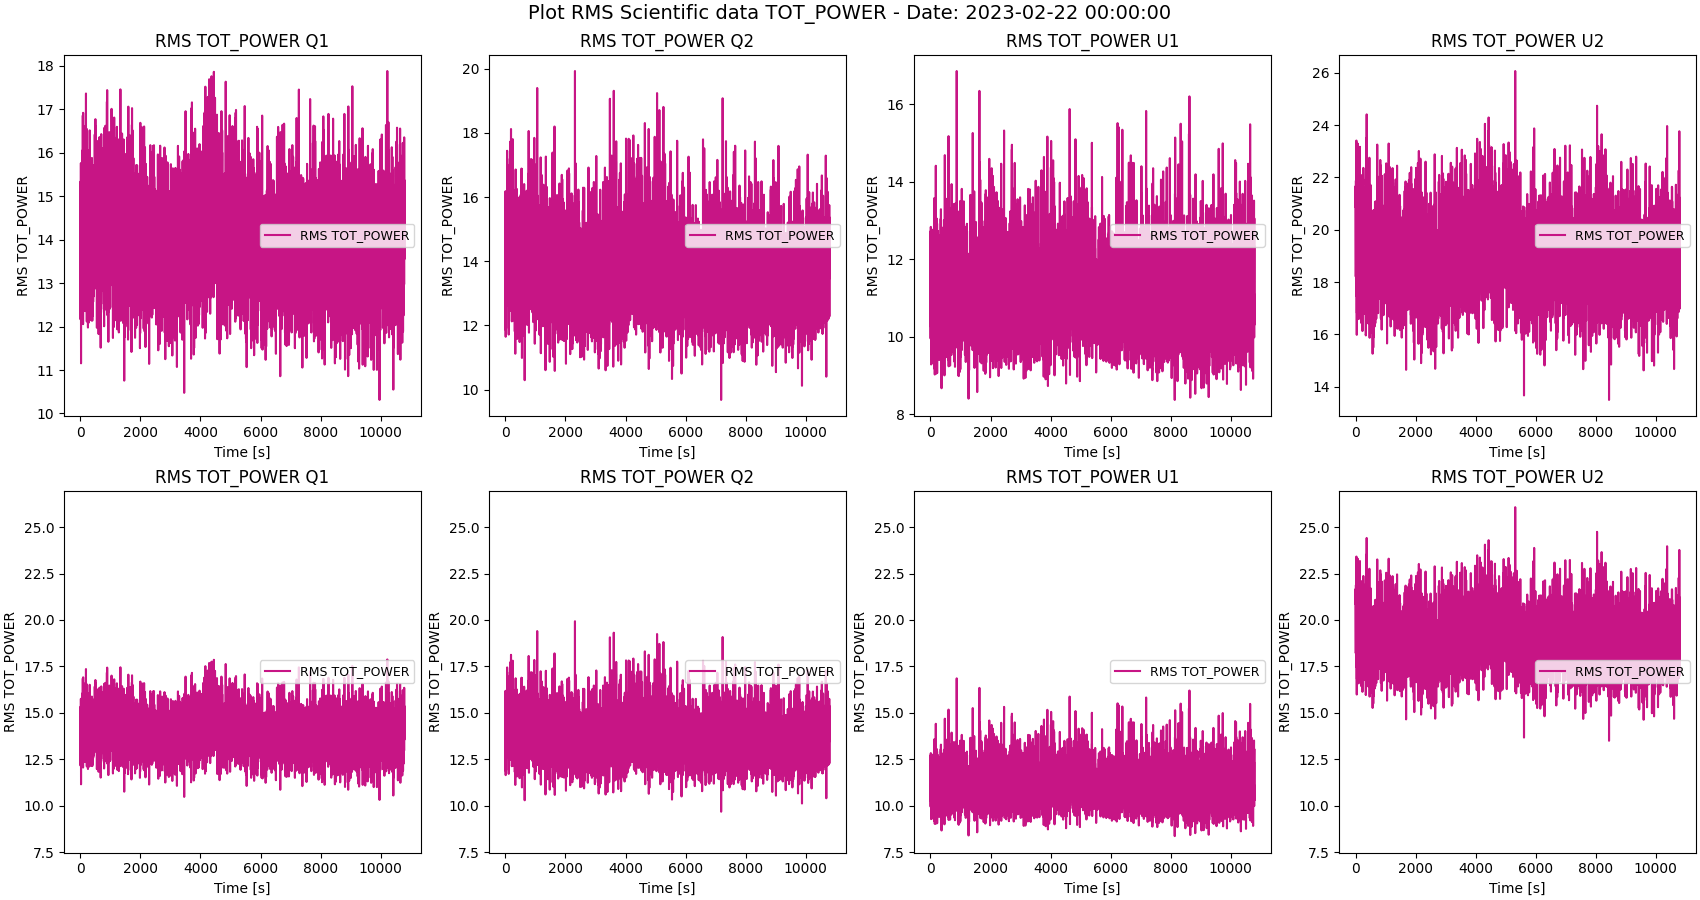 Plot RMS Scientific data TOT_POWER - Date: 2023-02-22 00:00:00
RMS TOT_POWER Q1
18
17
16
15
14
13
12
11
10
RMS TOT_POWER
RMS TOT_POWER
0 2000 4000 6000 8000 10000
Time [s]
RMS TOT_POWER Q2
20
18
16
14
12
10
RMS TOT_POWER
RMS TOT_POWER
0 2000 4000 6000 8000 10000
Time [s]
RMS TOT_POWER U1
16
14
12
10
8
RMS TOT_POWER
RMS TOT_POWER
0 2000 4000 6000 8000 10000
Time [s]
RMS TOT_POWER U2
26
24
22
20
18
16
14
RMS TOT_POWER
RMS TOT_POWER
0 2000 4000 6000 8000 10000
Time [s]
RMS TOT_POWER Q1
25.0
22.5
20.0
17.5
15.0
12.5
10.0
7.5
RMS TOT_POWER
RMS TOT_POWER
0 2000 4000 6000 8000 10000
Time [s]
RMS TOT_POWER Q2
25.0
22.5
20.0
17.5
15.0
12.5
10.0
7.5
RMS TOT_POWER
RMS TOT_POWER
0 2000 4000 6000 8000 10000
Time [s]
RMS TOT_POWER U1
25.0
22.5
20.0
17.5
15.0
12.5
10.0
7.5
RMS TOT_POWER
RMS TOT_POWER
0 2000 4000 6000 8000 10000
Time [s]
RMS TOT_POWER U2
25.0
22.5
20.0
17.5
15.0
12.5
10.0
7.5
RMS TOT_POWER
RMS TOT_POWER
0 2000 4000 6000 8000 10000
Time [s]